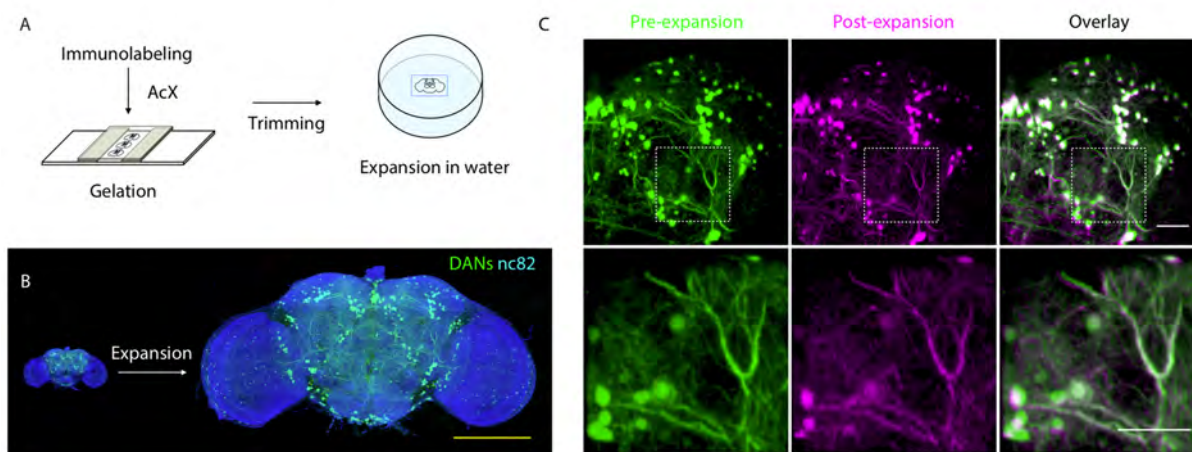 A
Immunolabeling
AcX
Gelation
Trimming
Expansion in water
B
DANs nc82
Expansion
C
Pre-expansion
Post-expansion
Overlay